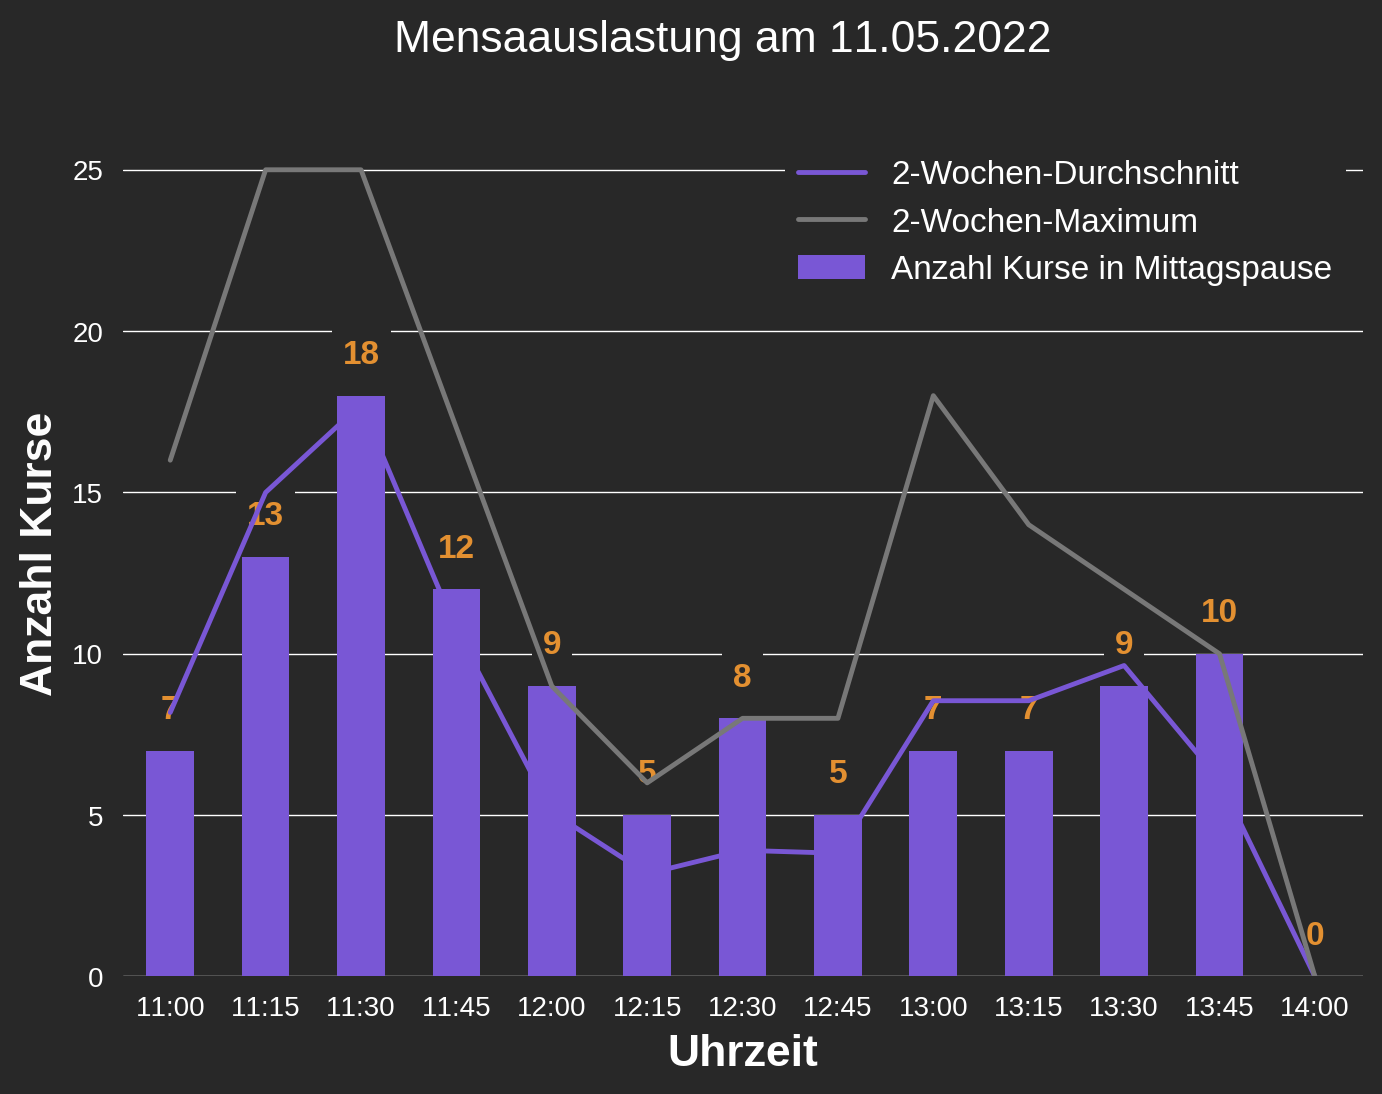 Mensaauslastung am 11.05.2022
2-Wochen-Durchschnitt
2-Wochen-Maximum
Anzahl Kurse in Mittagspause
Anzahl Kurse
25
20
15
10
5
0
7
13
18
12
9
5
8
5
7
7
9
10
0
11:00 11:15 11:30 11:45 12:00 12:15 12:30 12:45 13:00 13:15 13:30 13:45 14:00
Uhrzeit